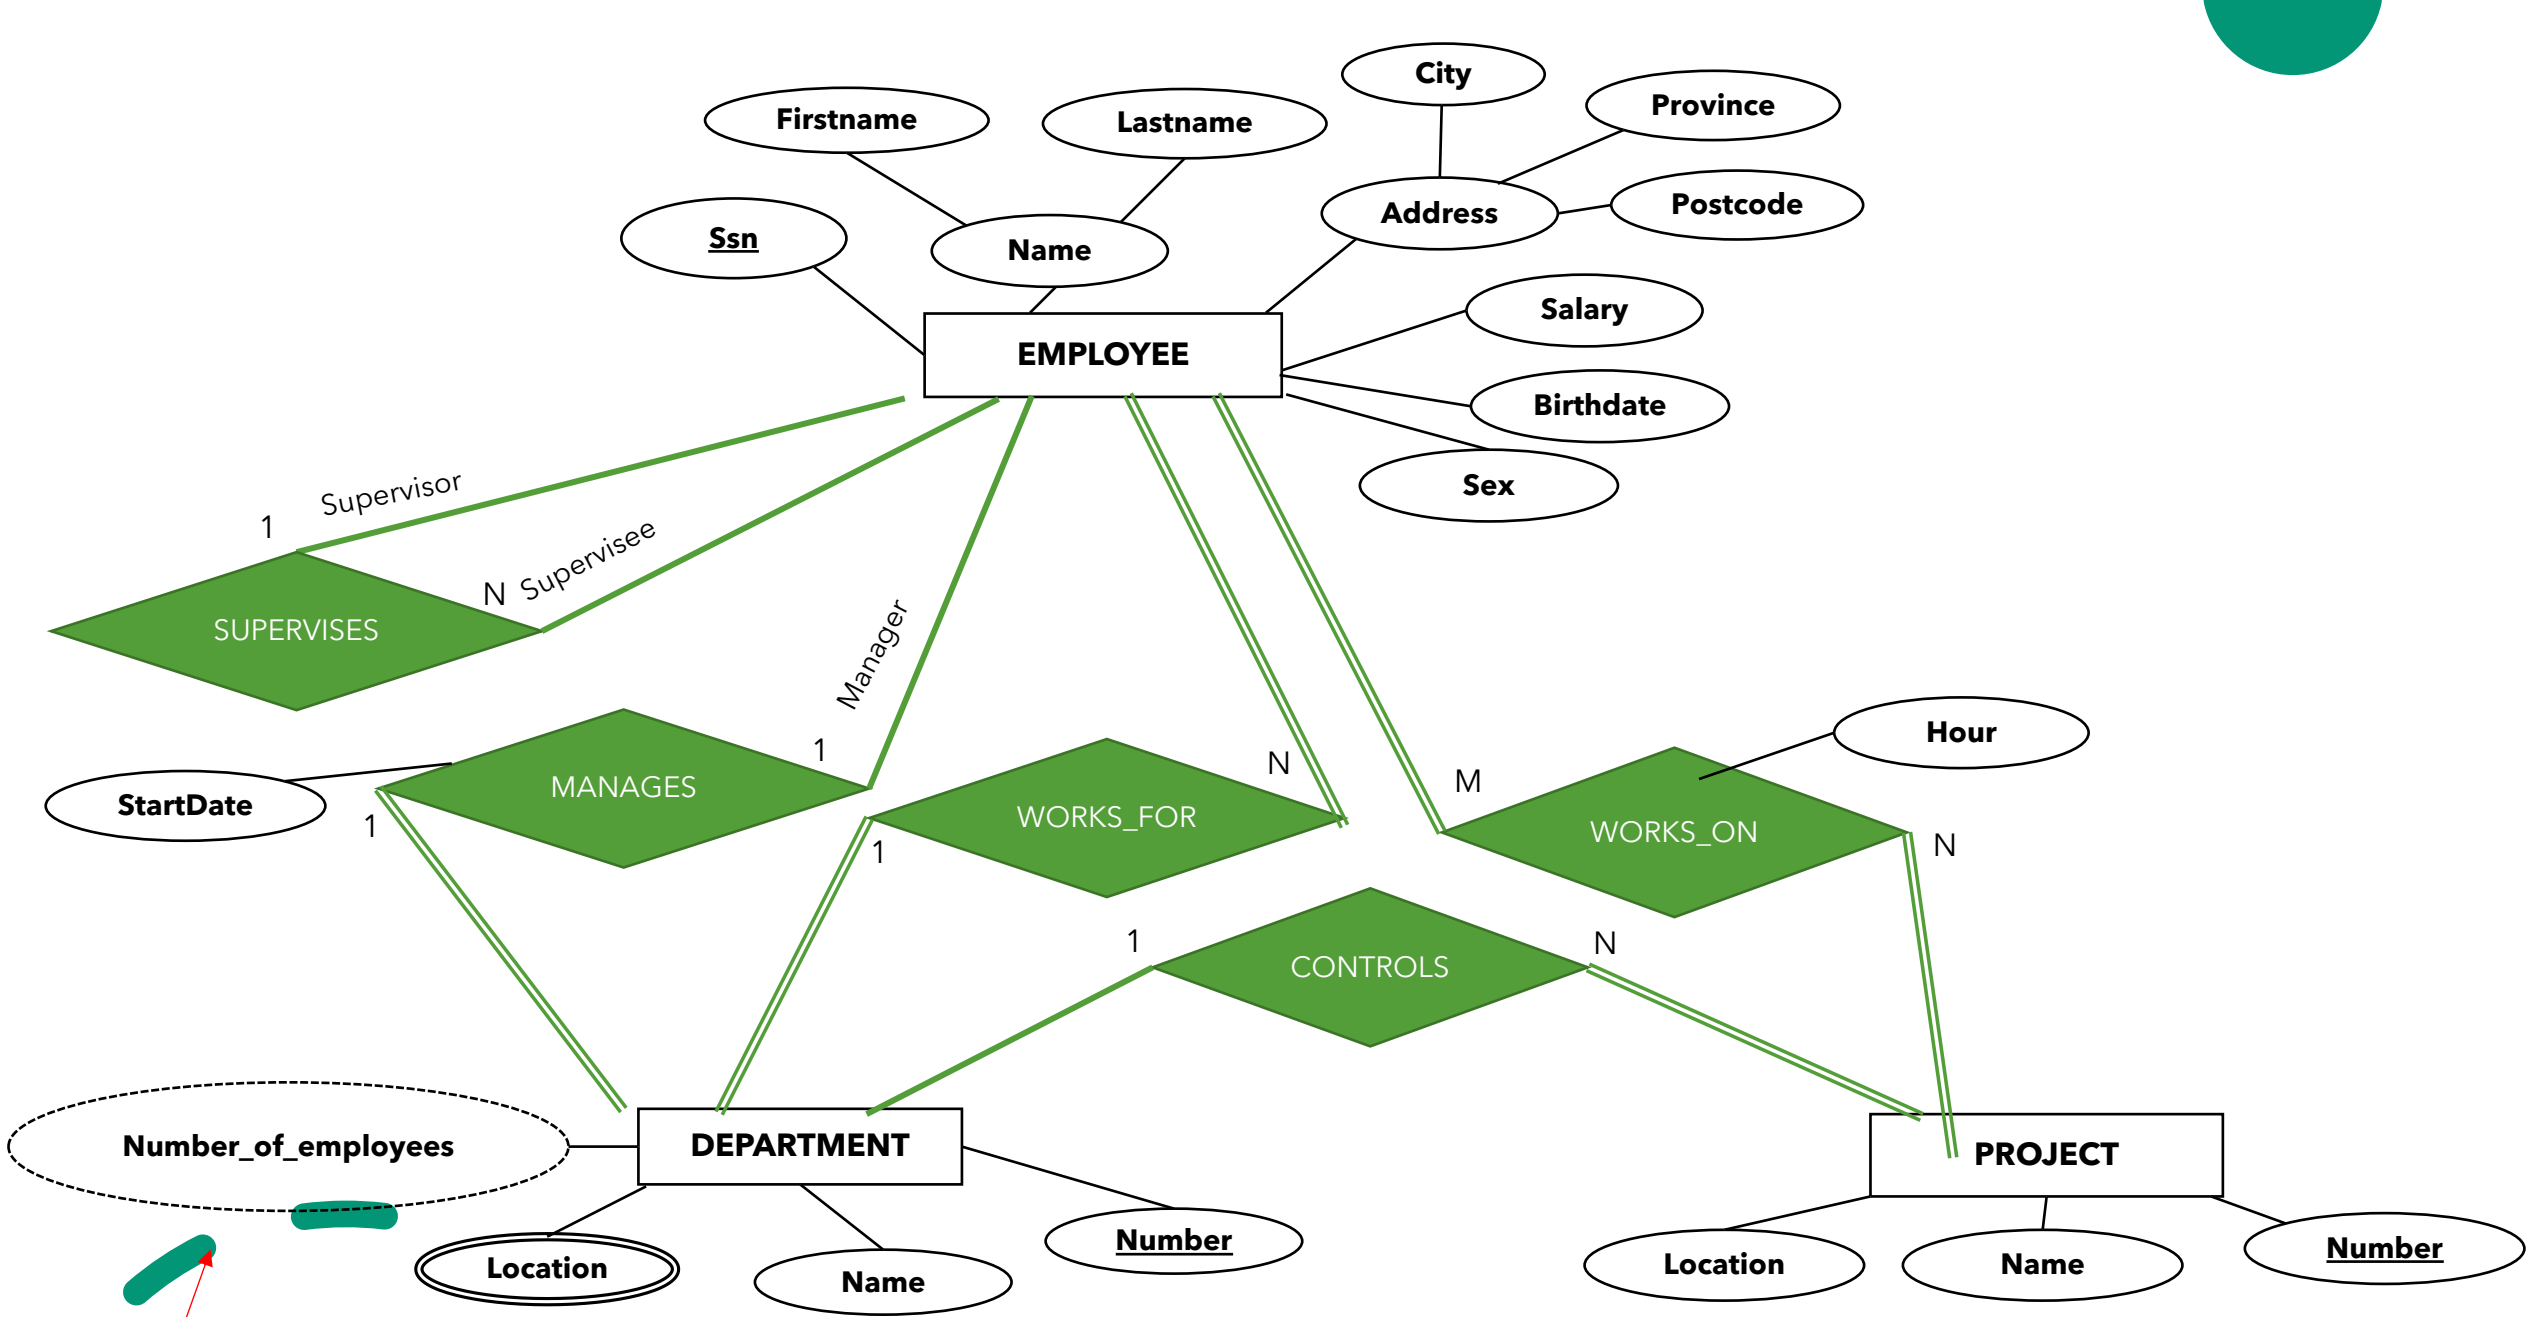 City
Province
Firstname
Lastname
Postcode
Address
Ssn
Name
Salary
EMPLOYEE
Birthdate
Sex
Supervisor
1
Supervisee
N
SUPERVISES
Manager
Hour
1
N
M
MANAGES
StartDate
1
WORKS_FOR
WORKS_ON
1
N
1
N
CONTROLS
Number_of_employees
DEPARTMENT
PROJECT
Number
Number
Location
Name
Location
Name